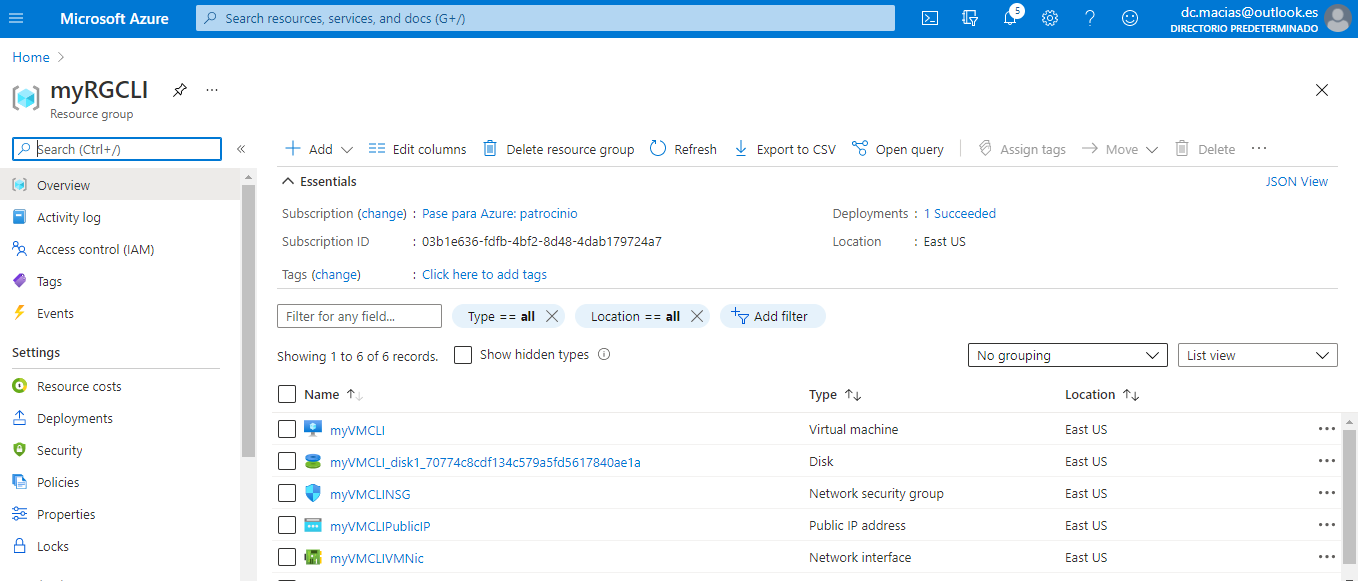 Microsoft Azure
Search resources, services, and docs (G+/)
5
dc.macias@outlook.es
DIRECTORIO PREDETERMINADO
Home
myRGCLI
Resource group
Search (Ctrl+/)
Add
Edit columns
Delete resource group
Refresh
Export to CSV
Open query
Assign tags
Move
Delete
Overview
Activity log
Access control (IAM)
Tags
Events
Settings
Resource costs
Deployments
Security
Policies
Properties
Locks
Essentials
JSON View
Subscription (change) : Pase para Azure: patrocinio
Deployments : 1 Succeeded
Subscription ID : 03b1e636-fdfb-4bf2-8d48-4dab179724a7
Location : East US
Tags (change) : Click here to add tags
Filter for any field...
Type == all
Location == all
Add filter
Showing 1 to 6 of 6 records.
Show hidden types
No grouping
List view
Name Type Location
myVMCLI Virtual machine East US
myVMCLI_disk1_70774c8cdf134c579a5fd5617840ae1a Disk East US
myVMCLINSG Network security group East US
myVMCLIPublicIP Public IP address East US
myVMCLIVMNic Network interface East US